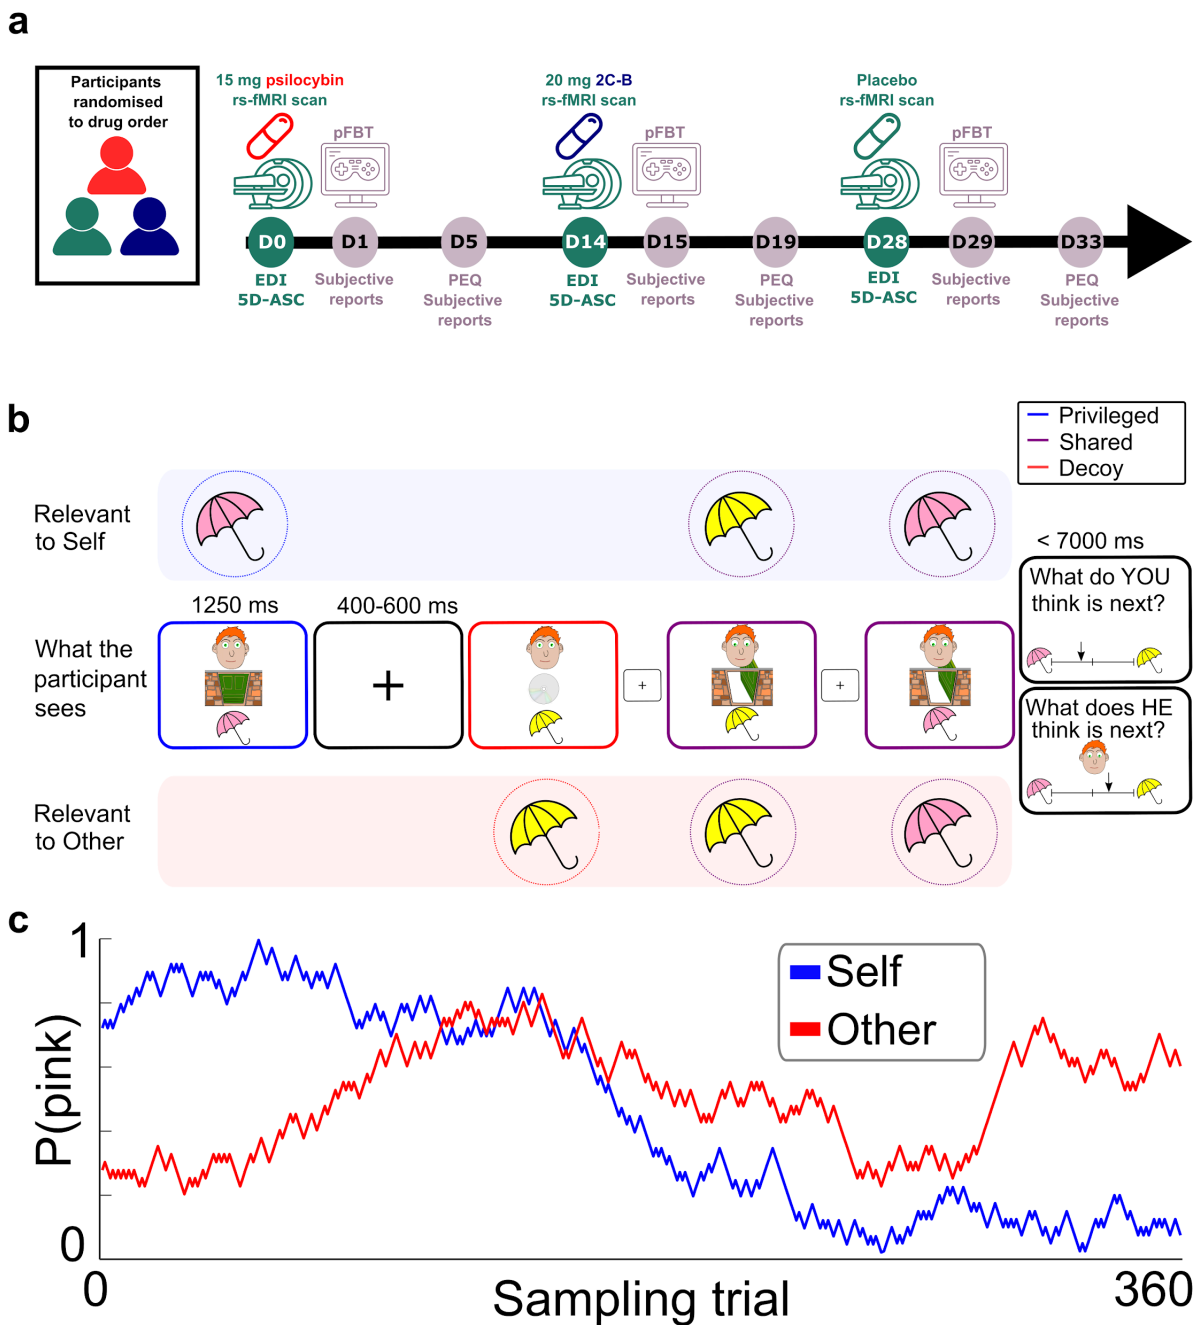 a
Participants
randomised
to drug order
15 mg psilocybin
rs-fMRI scan
20 mg 2C-B
rs-fMRI scan
Placebo
rs-fMRI scan
pFBT
pFBT
pFBT
D0
D1
D5
D14
D15
D19
D28
D29
D33
EDI
5D-ASC
Subjective
reports
PEQ
Subjective
reports
EDI
5D-ASC
Subjective
reports
PEQ
Subjective
reports
EDI
5D-ASC
Subjective
reports
PEQ
Subjective
reports
b
Privileged
Shared
Decoy
Relevant
to Self
< 7000 ms
What do YOU
think is next?
1250 ms
400-600 ms
What the
participant
sees
+
+
+
What does HE
think is next?
Relevant
to Other
c
1
P(pink)
0
Self
Other
0
Sampling trial
360